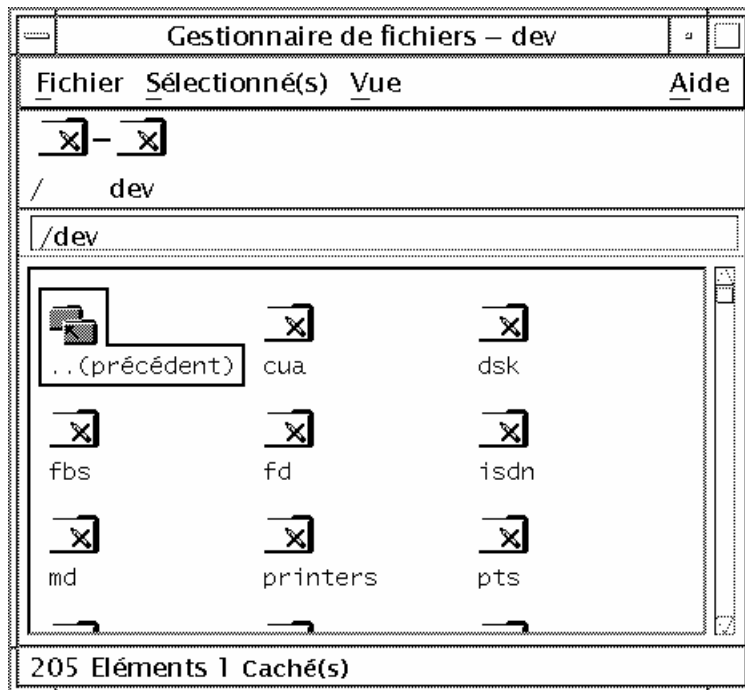 Gestionnaire de fichiers – dev
Fichier Sélectionné(s) Vue Aide
/ dev
/dev
..(précédent) cua dsk
fbs fd isdn
md printers pts
205 Eléments 1 Caché(s)